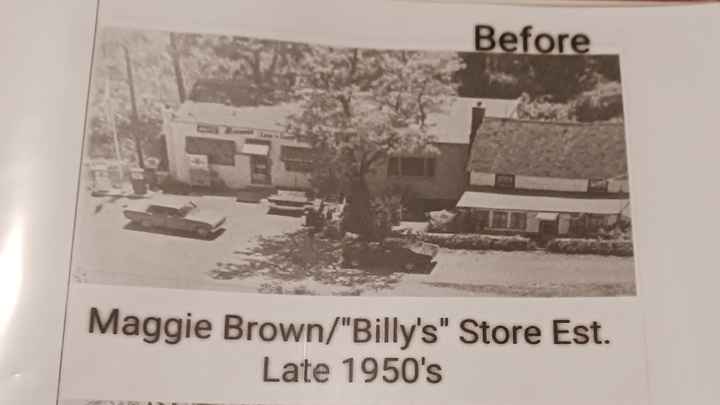 Before
Maggie Brown/"Billy's" Store Est.
Late 1950's